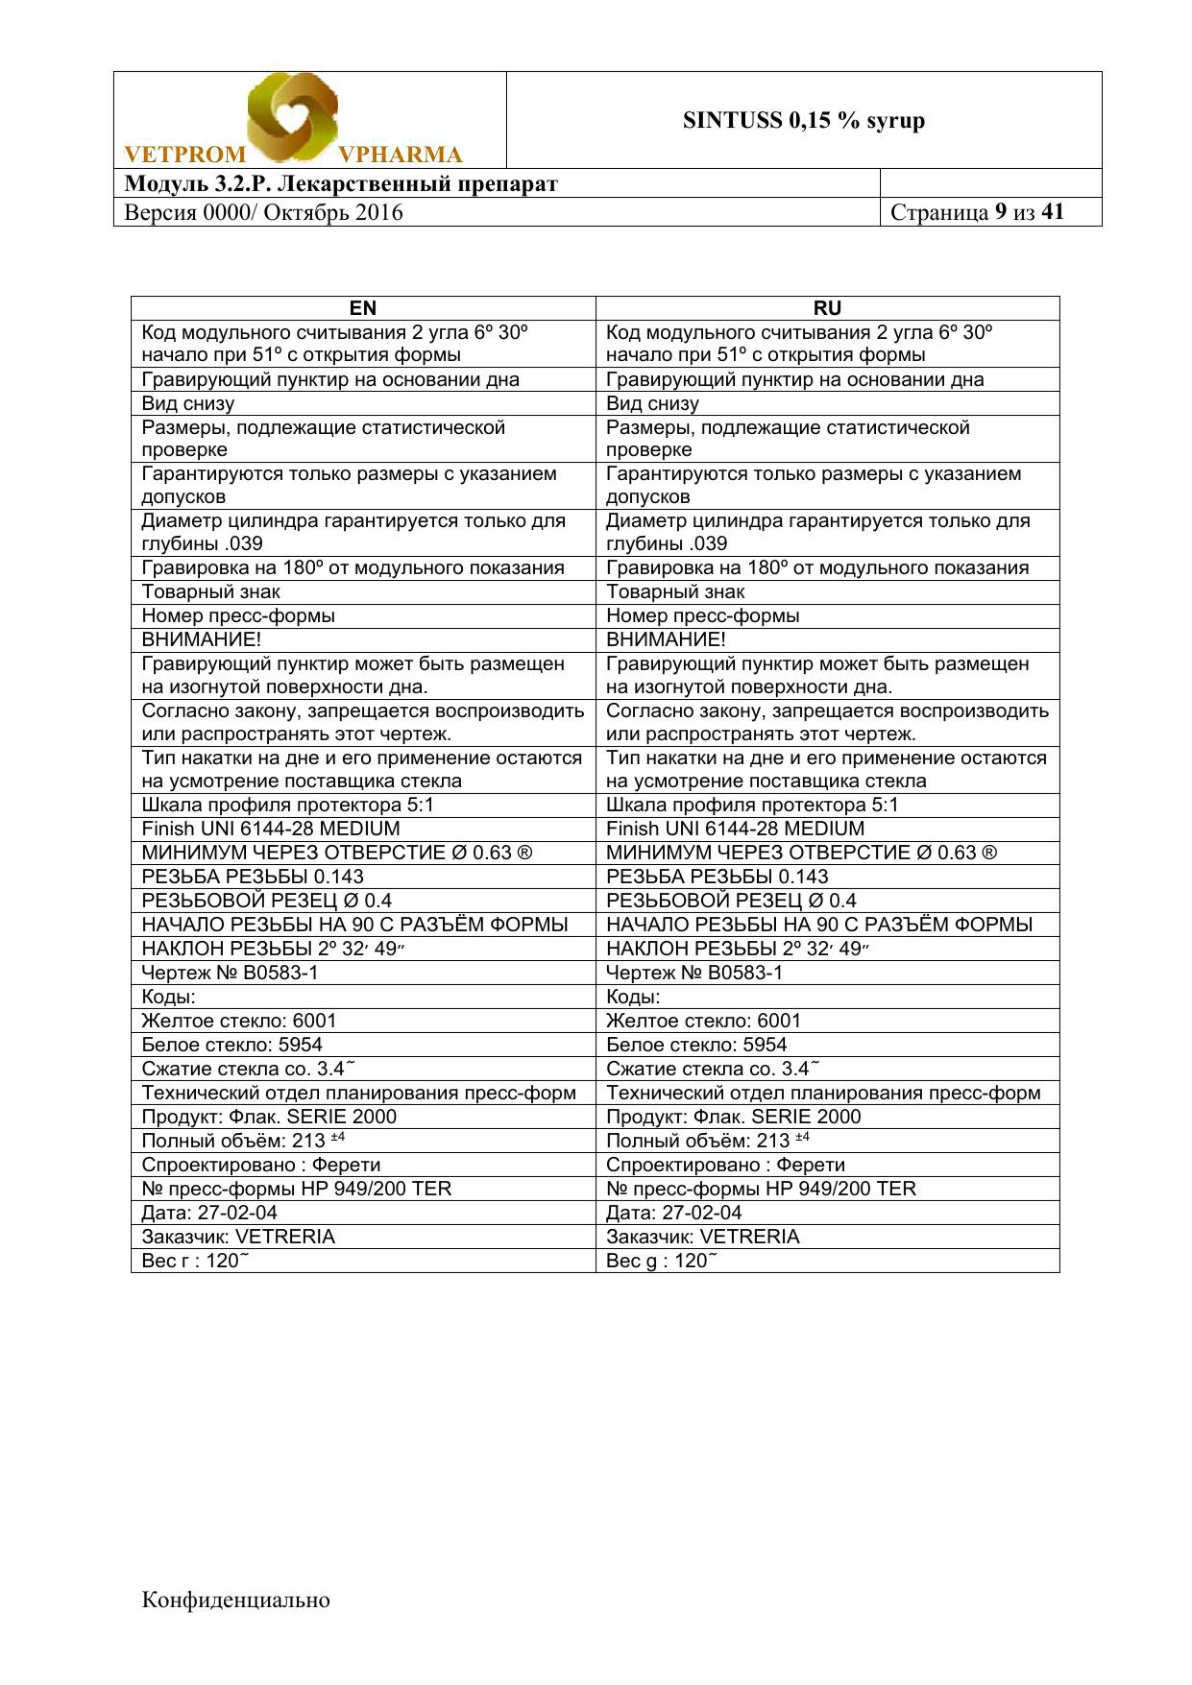 VETPROM VPHARMA
SINTUSS 0,15 % syrup
Модуль 3.2.Р. Лекарственный препарат
Версия 0000/ Октябрь 2016
Страница 9 из 41
EN
RU
Код модульного считывания 2 угла 6º 30º
начало при 51º с открытия формы
Код модульного считывания 2 угла 6º 30º
начало при 51º с открытия формы
Гравирующий пунктир на основании дна
Гравирующий пунктир на основании дна
Вид снизу
Вид снизу
Размеры, подлежащие статистической
проверке
Размеры, подлежащие статистической
проверке
Гарантируются только размеры с указанием
допусков
Гарантируются только размеры с указанием
допусков
Диаметр цилиндра гарантируется только для
глубины .039
Диаметр цилиндра гарантируется только для
глубины .039
Гравировка на 180º от модульного показания
Гравировка на 180º от модульного показания
Товарный знак
Товарный знак
Номер пресс-формы
Номер пресс-формы
ВНИМАНИЕ!
ВНИМАНИЕ!
Гравирующий пунктир может быть размещен
на изогнутой поверхности дна.
Гравирующий пунктир может быть размещен
на изогнутой поверхности дна.
Согласно закону, запрещается воспроизводить
или распространять этот чертеж.
Согласно закону, запрещается воспроизводить
или распространять этот чертеж.
Тип накатки на дне и его применение остаются
на усмотрение поставщика стекла
Тип накатки на дне и его применение остаются
на усмотрение поставщика стекла
Шкала профиля протектора 5:1
Шкала профиля протектора 5:1
Finish UNI 6144-28 MEDIUM
Finish UNI 6144-28 MEDIUM
МИНИМУМ ЧЕРЕЗ ОТВЕРСТИЕ Ø 0.63 ®
МИНИМУМ ЧЕРЕЗ ОТВЕРСТИЕ Ø 0.63 ®
РЕЗЬБА РЕЗЬБЫ 0.143
РЕЗЬБА РЕЗЬБЫ 0.143
РЕЗЬБОВОЙ РЕЗЕЦ Ø 0.4
РЕЗЬБОВОЙ РЕЗЕЦ Ø 0.4
НАЧАЛО РЕЗЬБЫ НА 90 С РАЗЪЁМ ФОРМЫ
НАЧАЛО РЕЗЬБЫ НА 90 С РАЗЪЁМ ФОРМЫ
НАКЛОН РЕЗЬБЫ 2º 32′ 49″
НАКЛОН РЕЗЬБЫ 2º 32′ 49″
Чертеж № B0583-1
Чертеж № B0583-1
Коды:
Коды:
Желтое стекло: 6001
Желтое стекло: 6001
Белое стекло: 5954
Белое стекло: 5954
Сжатие стекла со. 3.4˜
Сжатие стекла со. 3.4˜
Технический отдел планирования пресс-форм
Технический отдел планирования пресс-форм
Продукт: Флак. SERIE 2000
Продукт: Флак. SERIE 2000
Полный объём: 213 ±4
Полный объём: 213 ±4
Спроектировано : Ферети
Спроектировано : Ферети
№ пресс-формы HP 949/200 TER
№ пресс-формы HP 949/200 TER
Дата: 27-02-04
Дата: 27-02-04
Заказчик: VETRERIA
Заказчик: VETRERIA
Вес г : 120˜
Вес g : 120˜
Конфиденциально